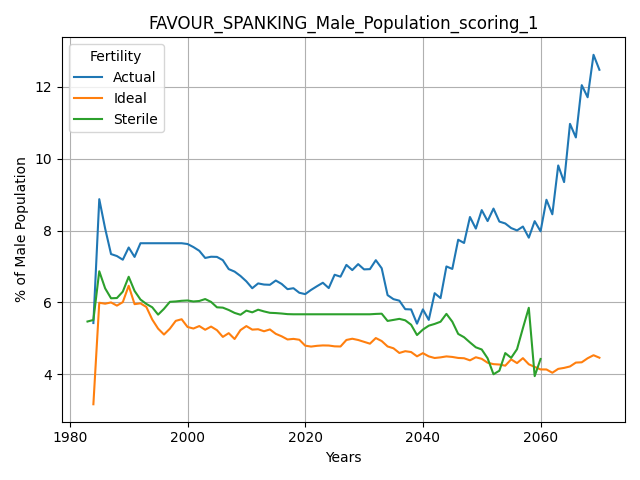 FAVOUR_SPANKING_Male_Population_scoring_1
Fertility
Actual
Ideal
Sterile
% of Male Population
12
10
8
6
4
1980
2000
2020
2040
2060
Years